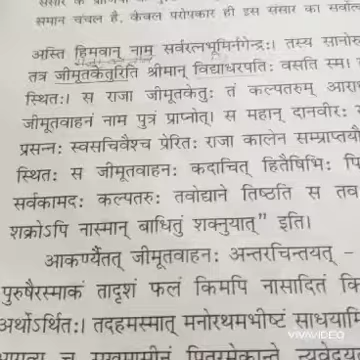 समान चंचल है, केवल परोपकार ही इस संसार का
अस्ति हिमवान् नाम सर्वरत्नभूमिर्नगेन्द्रः। तस्य
तत्र जीमूतकेतुरिति श्रीमान् विद्याधरपतिः वसति स्म।
स्थितः। स राजा जीमूतकेतुः तं कल्पतरुम्
जीमूतवाहनं नाम पुत्रं प्राप्नोत्। स महान् दानवीरः
प्रसन्नः स्वसचिवैश्च प्रेरितः राजा कालेन
स्थितः स जीमूतवाहनः कदाचित् हितैषिभिः
सर्वकामदः कल्पतरुः तवोद्याने तिष्ठति स तव
शक्रोऽपि नास्मान् बाधितुं शक्नुयात्" इति।
आकर्ण्यैतत् जीमूतवाहनः अन्तरचिन्तयत् -
पुरुषैरस्माकं तादृशं फलं किमपि नासादितं
अर्थोऽर्थितः। तदहमस्मात् मनोरथमभीष्टं साधयामि
VIVAVIDEO